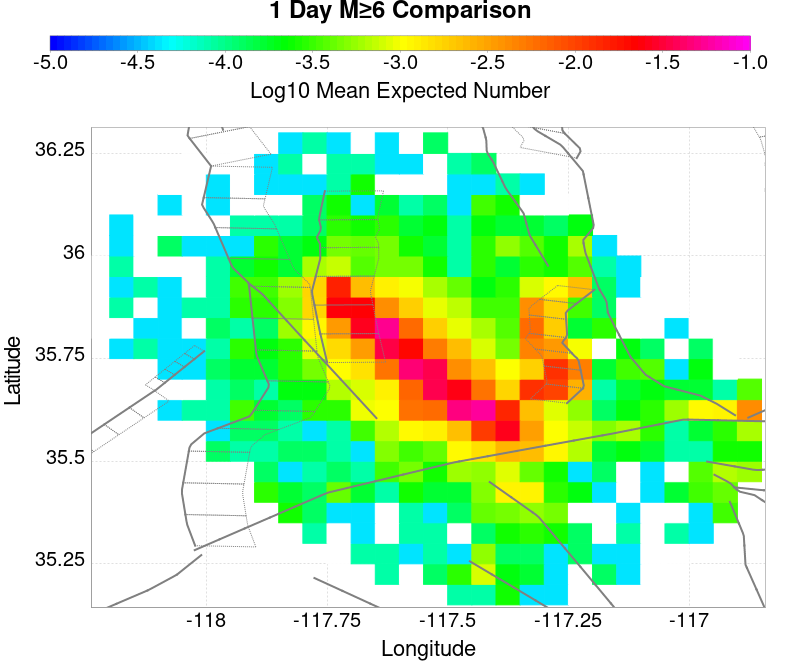 1 Day M≥6 Comparison
-5.0 -4.5 -4.0 -3.5 -3.0 -2.5 -2.0 -1.5 -1.0
Log10 Mean Expected Number
36.25
36
35.75
35.5
35.25
Latitude
-118 -117.75 -117.5 -117.25 -117
Longitude